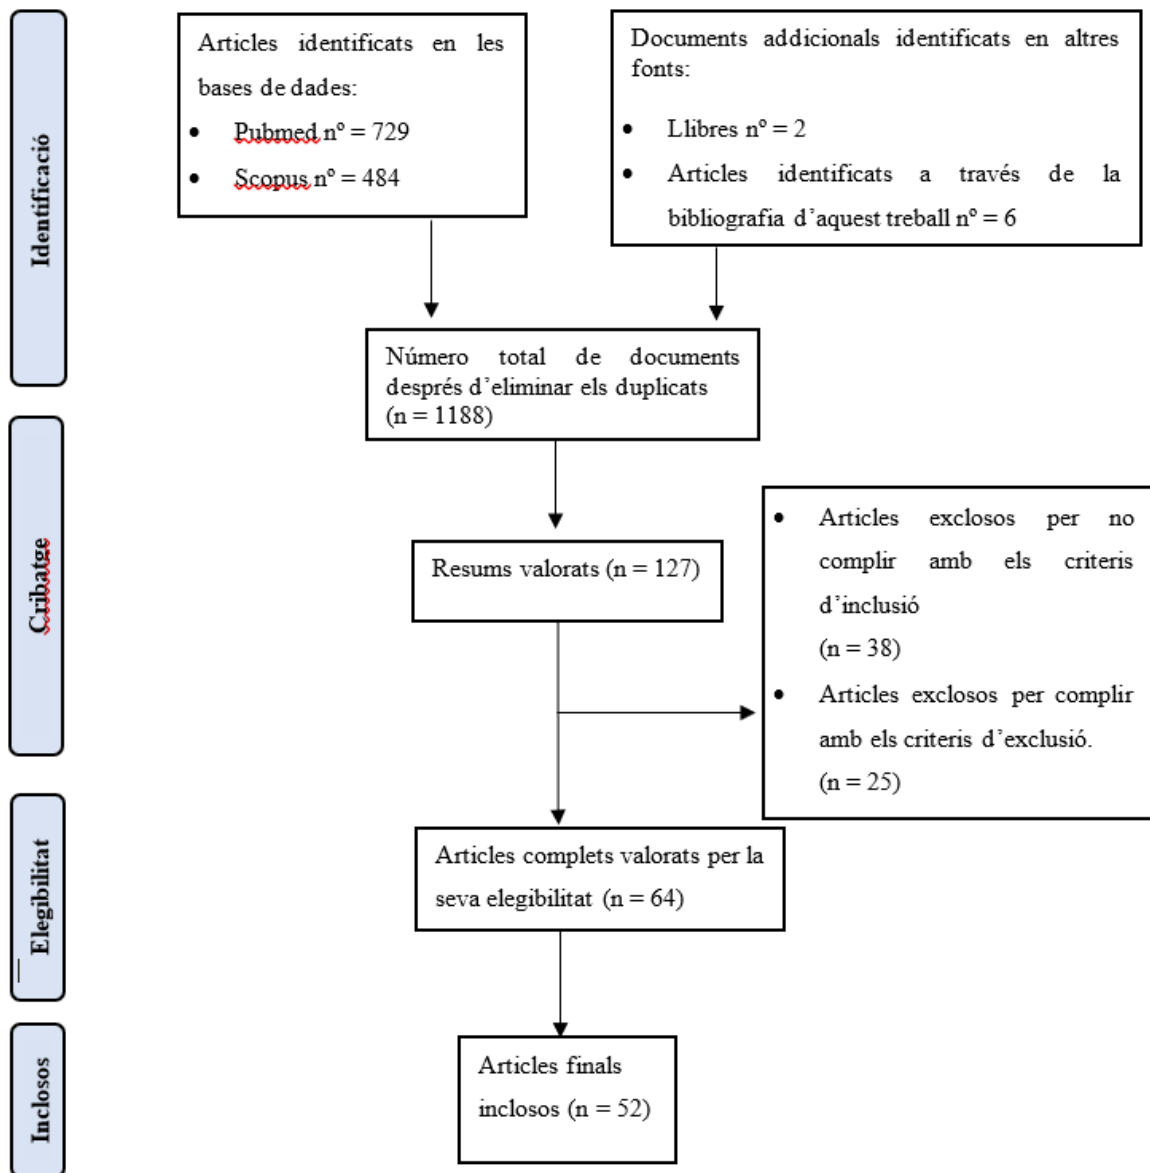 Identificació
Articles identificats en les
bases de dades:
• Pubmed nº = 729
• Scopus nº = 484
Documents addicionals identificats en altres
fonts:
• Llibres nº = 2
• Articles identificats a través de la
bibliografia d’aquest treball nº = 6
Número total de documents
després d’eliminar els duplicats
(n = 1188)
Cribatge
Resums valorats (n = 127)
• Articles exclosos per no
complir amb els criteris
d’inclusió
(n = 38)
• Articles exclosos per complir
amb els criteris d’exclusió.
(n = 25)
Elegibilitat
Articles complets valorats per la
seva elegibilitat (n = 64)
Inclosos
Articles finals
inclosos (n = 52)